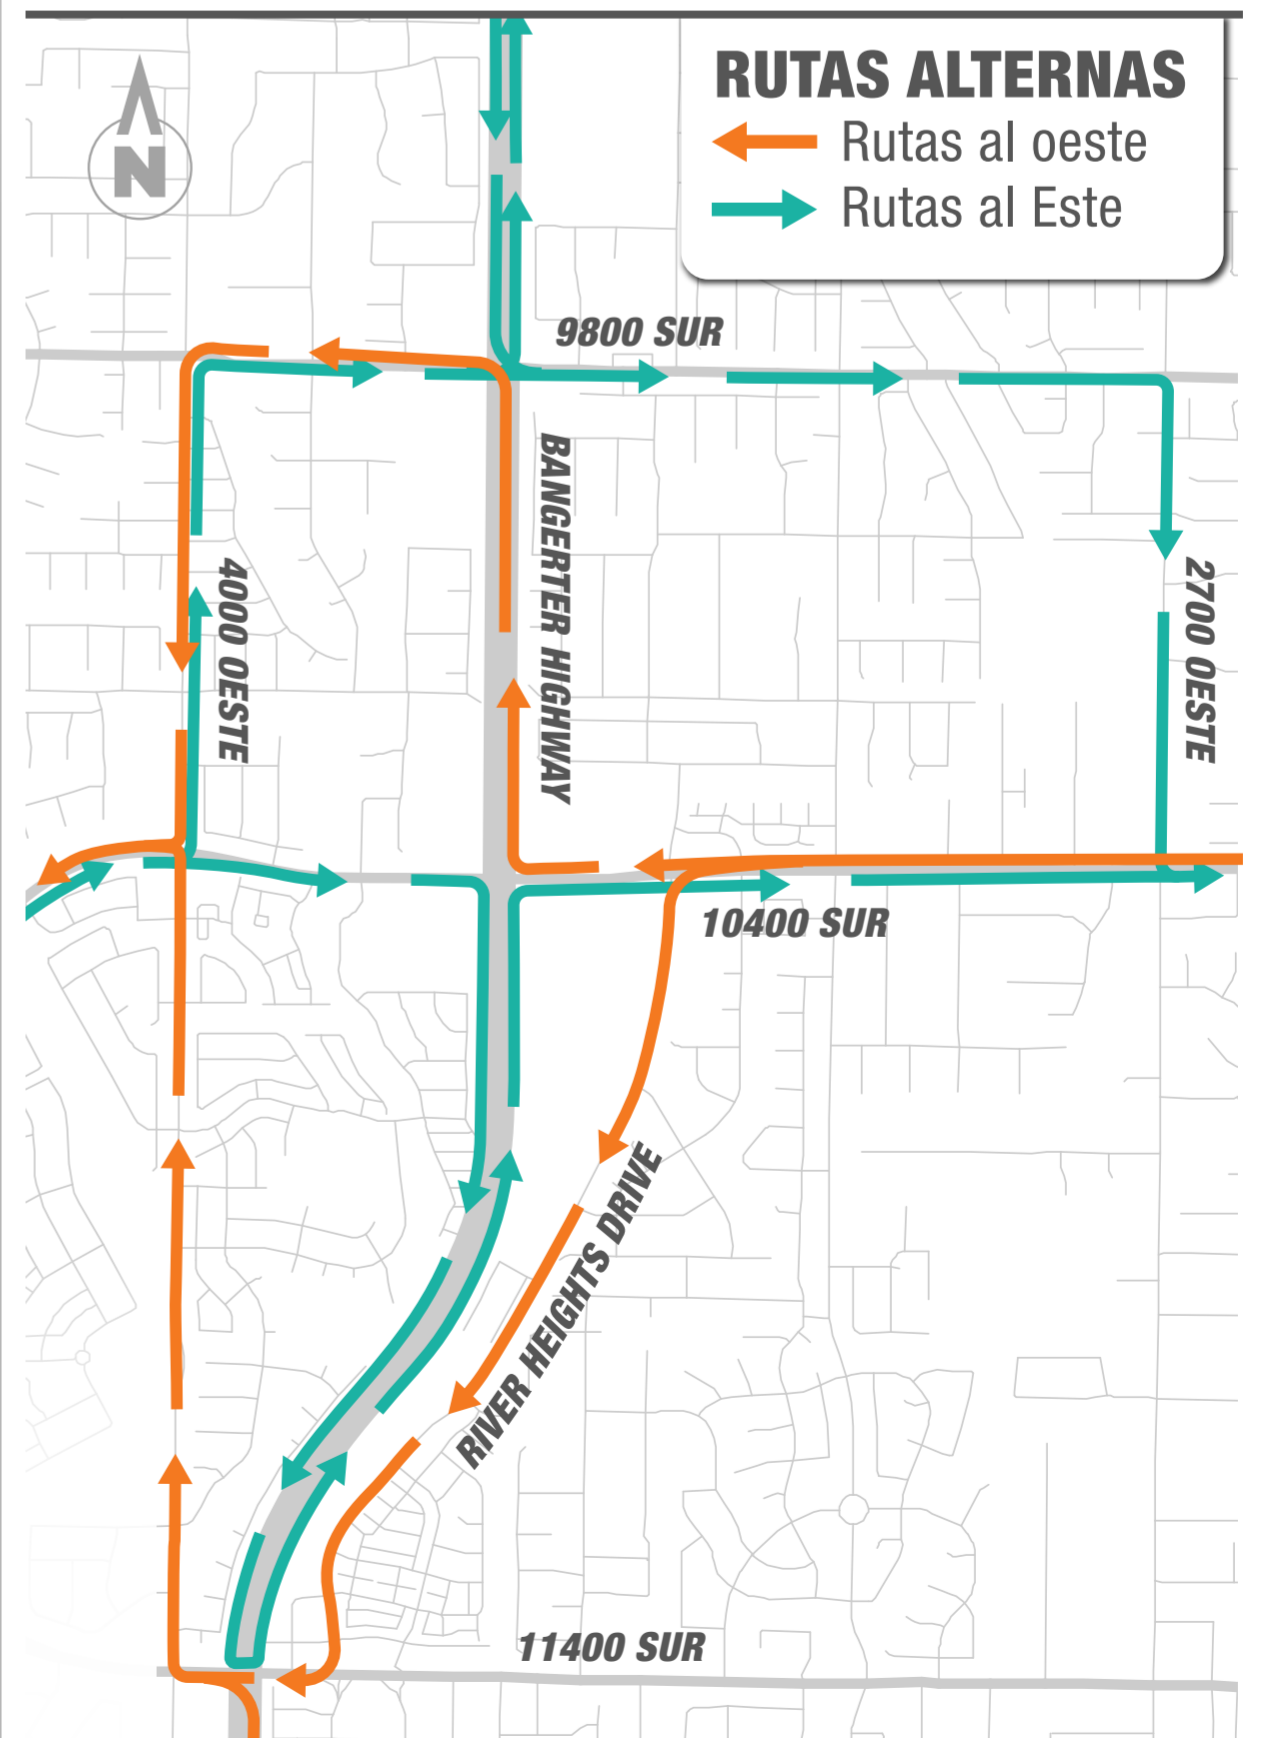 RUTAS ALTERNAS
Rutas al oeste
Rutas al Este
N
9800 SUR
BANGERTER HIGHWAY
4000 OESTE
2700 OESTE
10400 SUR
RIVER HEIGHTS DRIVE
11400 SUR